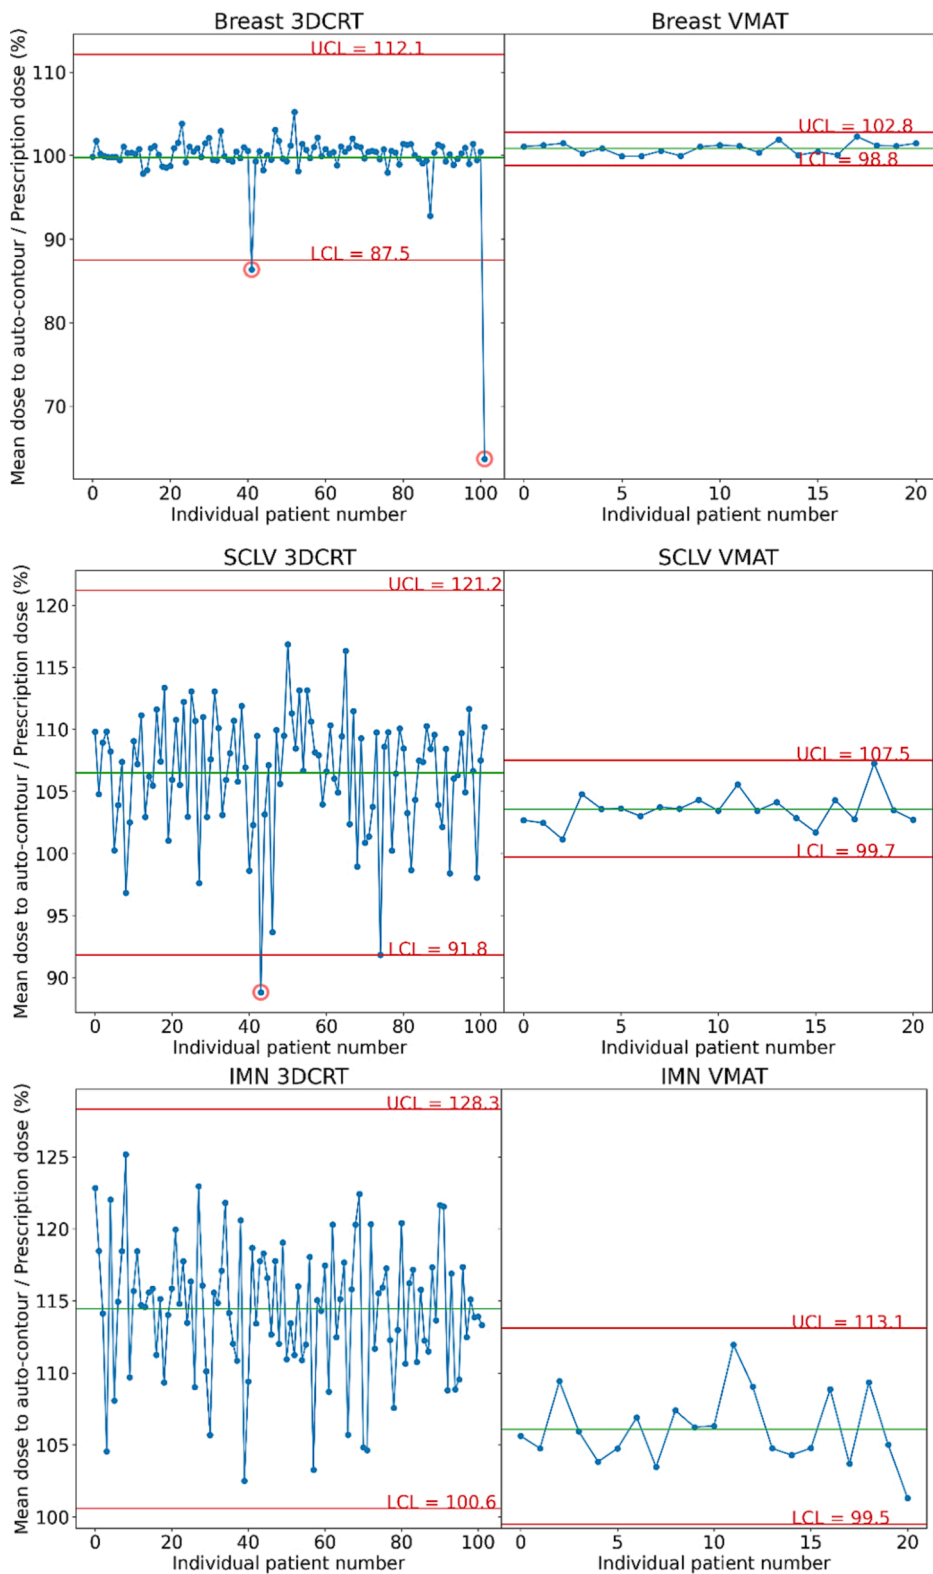 Breast 3DCRT
Breast VMAT
Mean dose to auto-contour / Prescription dose (%)
UCL = 112.1
110
100
90
80
70
LCL = 87.5
UCL = 102.8
LCL = 98.8
0 20 40 60 80 100
0 5 10 15 20
Individual patient number
Individual patient number
SCLV 3DCRT
SCLV VMAT
Mean dose to auto-contour / Prescription dose (%)
UCL = 121.2
120
115
110
105
100
95
90
LCL = 91.8
UCL = 107.5
LCL = 99.7
0 20 40 60 80 100
0 5 10 15 20
Individual patient number
Individual patient number
IMN 3DCRT
IMN VMAT
Mean dose to auto-contour / Prescription dose (%)
UCL = 128.3
125
120
115
110
105
100
LCL = 100.6
UCL = 113.1
LCL = 99.5
0 20 40 60 80 100
0 5 10 15 20
Individual patient number
Individual patient number